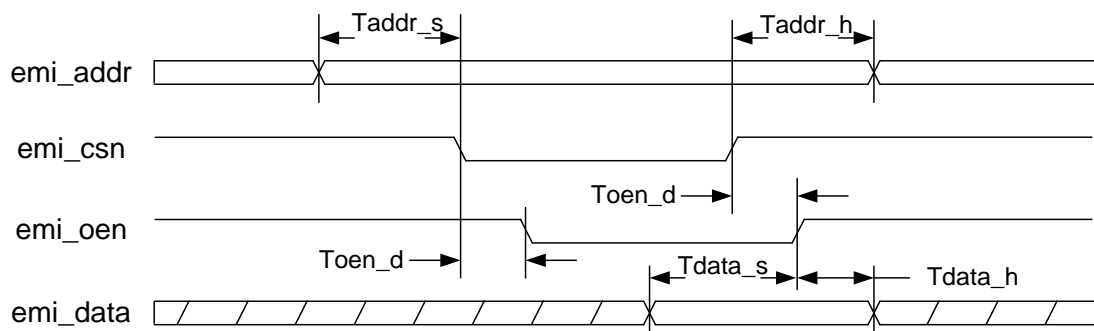 Taddr_s
Taddr_h
emi_addr
emi_csn
Toen_d
emi_oen
Toen_d
Tdata_s
Tdata_h
emi_data